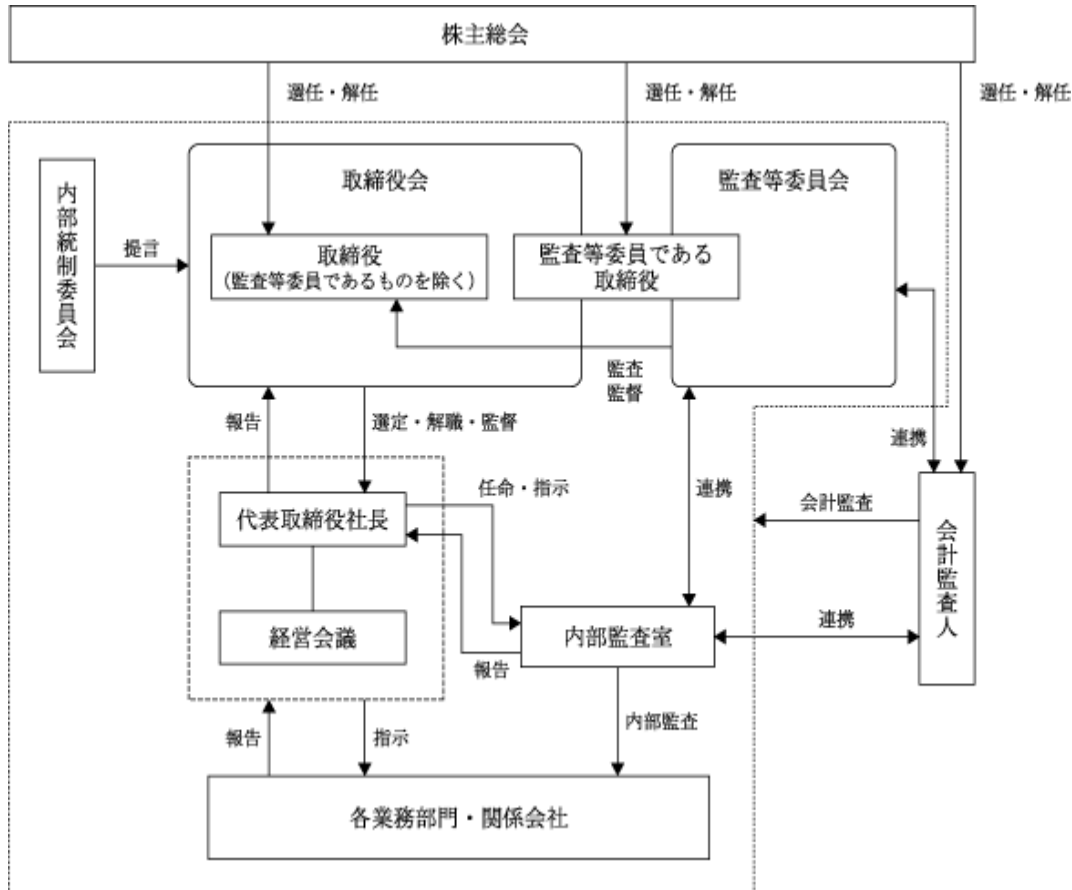 株主総会
選任・解任
選任・解任
選任・解任
取締役会
監査等委員会
内部統制委員会
提言
取締役
（監査等委員であるものを除く）
監査等委員である
取締役
監査
監督
報告
選定・解職・監督
連携
連携
任命・指示
代表取締役社長
会計監査
会計監査人
経営会議
内部監査室
連携
報告
報告
指示
内部監査
各業務部門・関係会社